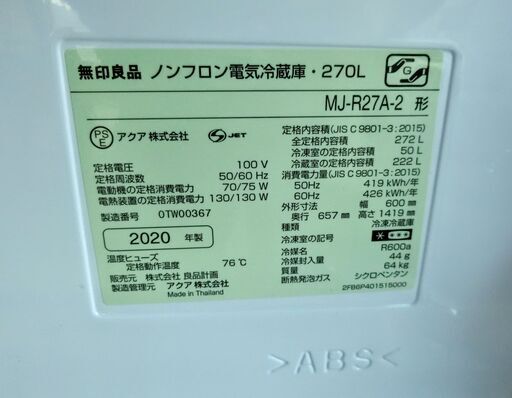 無印良品 ノンフロン電気冷蔵庫・270L
G
MJ-R27A-2 形
PS
E
アクア 株式会社
JET
定格電圧 100 V
定格周波数 50/60 Hz
電動機の定格消費電力 70/75 W
電熱装置の定格消費電力 130/130 W
製造番号 0TW00367
2020 年製
温度ヒューズ
定格動作温度 76℃
販売元 株式会社 良品計画
製造管理元 アクア 株式会社
Made in Thailand
定格内容積(JIS C 9801-3:2015)
全定格内容積 272 L
冷凍室の定格内容積 50 L
冷蔵室の定格内容積 222 L
消費電力量(JIS C 9801-3:2015)
50Hz 419 kWh/年
60Hz 426 kWh/年
外形寸法 幅 600 mm
奥行 657 mm 高さ 1419 mm
種類 冷凍冷蔵庫
冷凍室の記号
冷媒名 R600a
冷媒封入量 44 g
質量 64 kg
断熱発泡ガス シクロペンタン
2FB6P401515000
>ABS<